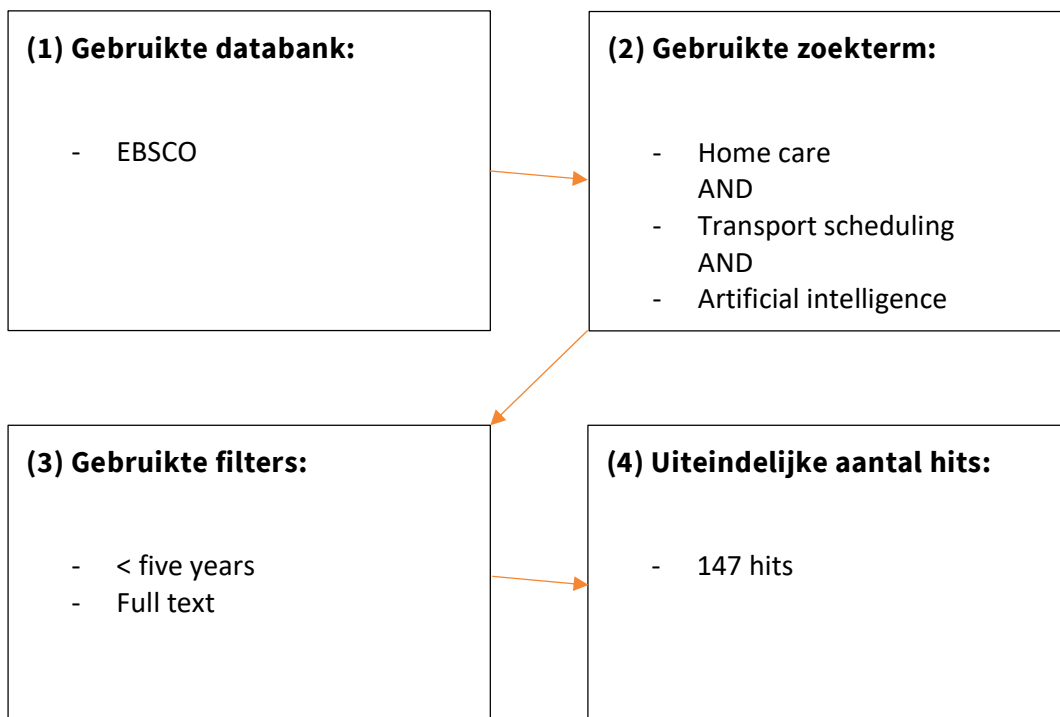 (1) Gebruikte databank:
- EBSCO
(2) Gebruikte zoekterm:
- Home care
AND
- Transport scheduling
AND
- Artificial intelligence
(3) Gebruikte filters:
- < five years
- Full text
(4) Uiteindelijke aantal hits:
- 147 hits